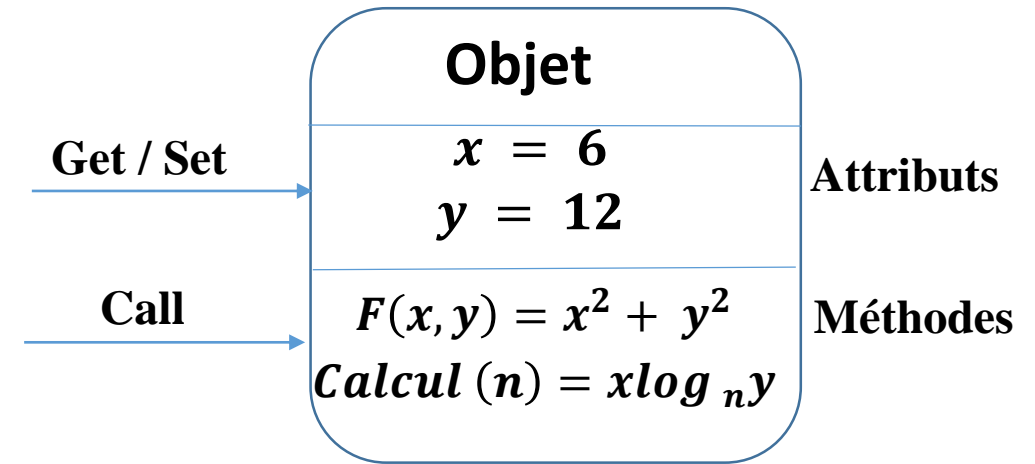 Objet
Get / Set
x = 6
y = 12
Attributs
Call
F(x, y) = x² + y²
Calcul (n) = xlog ₙy
Méthodes